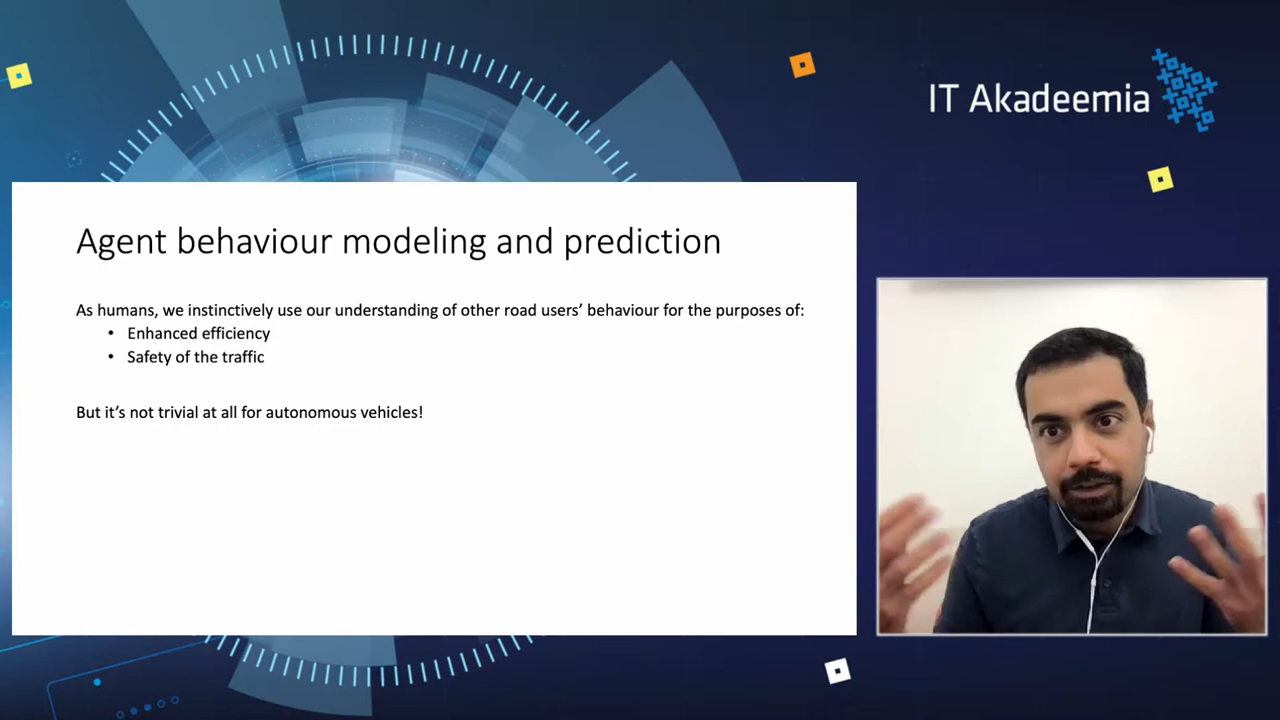 IT Akadeemia
Agent behaviour modeling and prediction
As humans, we instinctively use our understanding of other road users’ behaviour for the purposes of:
• Enhanced efficiency
• Safety of the traffic
But it’s not trivial at all for autonomous vehicles!